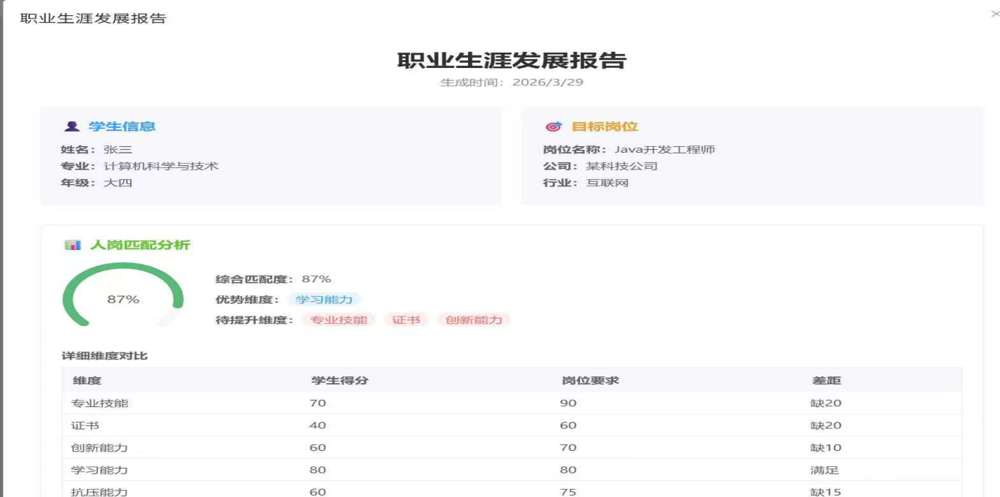 职业生涯发展报告
职业生涯发展报告
生成时间：2026/3/29
学生信息
姓名：张三
专业：计算机科学与技术
年级：大四
目标岗位
岗位名称：Java开发工程师
公司：某科技公司
行业：互联网
人岗匹配分析
87%
综合匹配度：87%
优势维度：学习能力
待提升维度：专业技能 证书 创新能力
详细维度对比
维度 学生得分 岗位要求 差距
专业技能 70 90 缺20
证书 40 60 缺20
创新能力 60 70 缺10
学习能力 80 80 满足
抗压能力 60 75 缺15